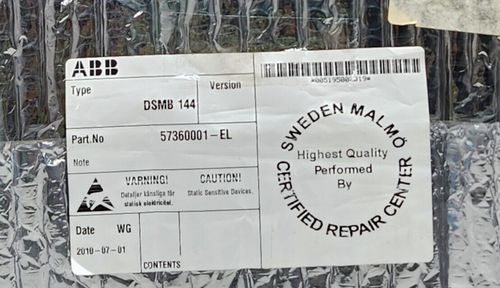 ABB
Type
Version
DSMB 144
Part.No
57360001-EL
Note
VARNING!
Detaljer känsliga för
statisk elektricitet.
CAUTION!
Static Sensitive Devices.
Date
WG
2010-07-01
CONTENTS
SWEDEN MALMÖ
Highest Quality
Performed
By
CERTIFIED REPAIR CENTER